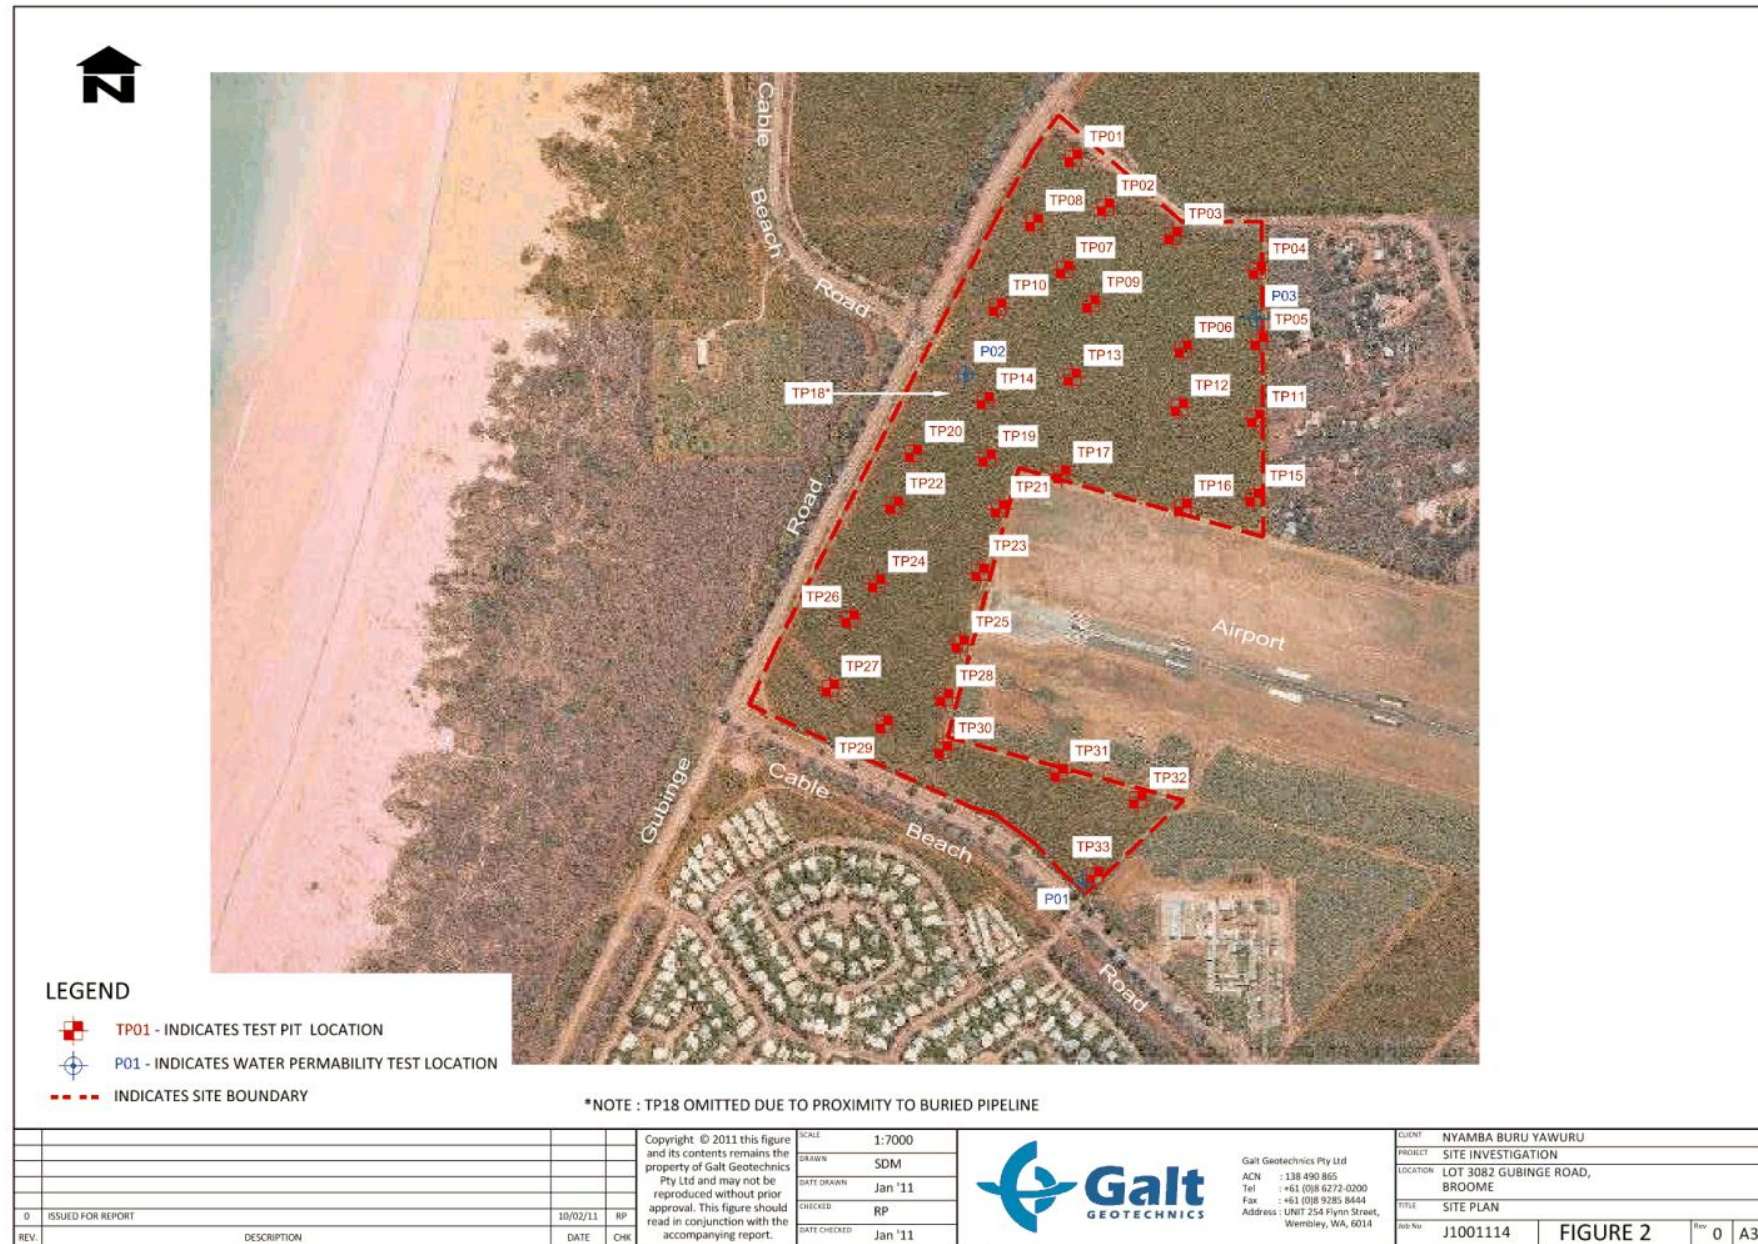 N
Cable
Beach
Road
TP01
TP02
TP08
TP03
TP07
TP04
TP10
TP09
P03
TP05
TP06
P02
TP13
TP14
TP12
TP18*
TP11
TP20
TP19
TP17
TP15
TP22
TP21
TP16
Road
TP23
TP24
TP26
TP25
Airport
TP27
TP28
TP30
TP29
TP31
TP32
Gubinge
Cable
Beach
TP33
P01
Road
LEGEND
TP01 - INDICATES TEST PIT LOCATION
P01 - INDICATES WATER PERMABILITY TEST LOCATION
INDICATES SITE BOUNDARY
*NOTE : TP18 OMITTED DUE TO PROXIMITY TO BURIED PIPELINE
0 ISSUED FOR REPORT 10/02/11 RP
REV. DESCRIPTION DATE CHK
Copyright © 2011 this figure
and its contents remains the
property of Galt Geotechnics
Pty Ltd and may not be
reproduced without prior
approval. This figure should
read in conjunction with the
accompanying report.
SCALE 1:7000
DRAWN SDM
DATE DRAWN Jan '11
CHECKED RP
DATE CHECKED Jan '11
Galt
GEOTECHNICS
Galt Geotechnics Pty Ltd
ACN : 138 490 865
Tel : +61 (0)8 6272-0200
Fax : +61 (0)8 9285 8444
Address : UNIT 254 Flynn Street,
Wembley, WA, 6014
CLIENT NYAMBA BURU YAWURU
PROJECT SITE INVESTIGATION
LOCATION LOT 3082 GUBINGE ROAD,
BROOME
TITLE SITE PLAN
Job No J1001114 FIGURE 2 Rev 0 A3